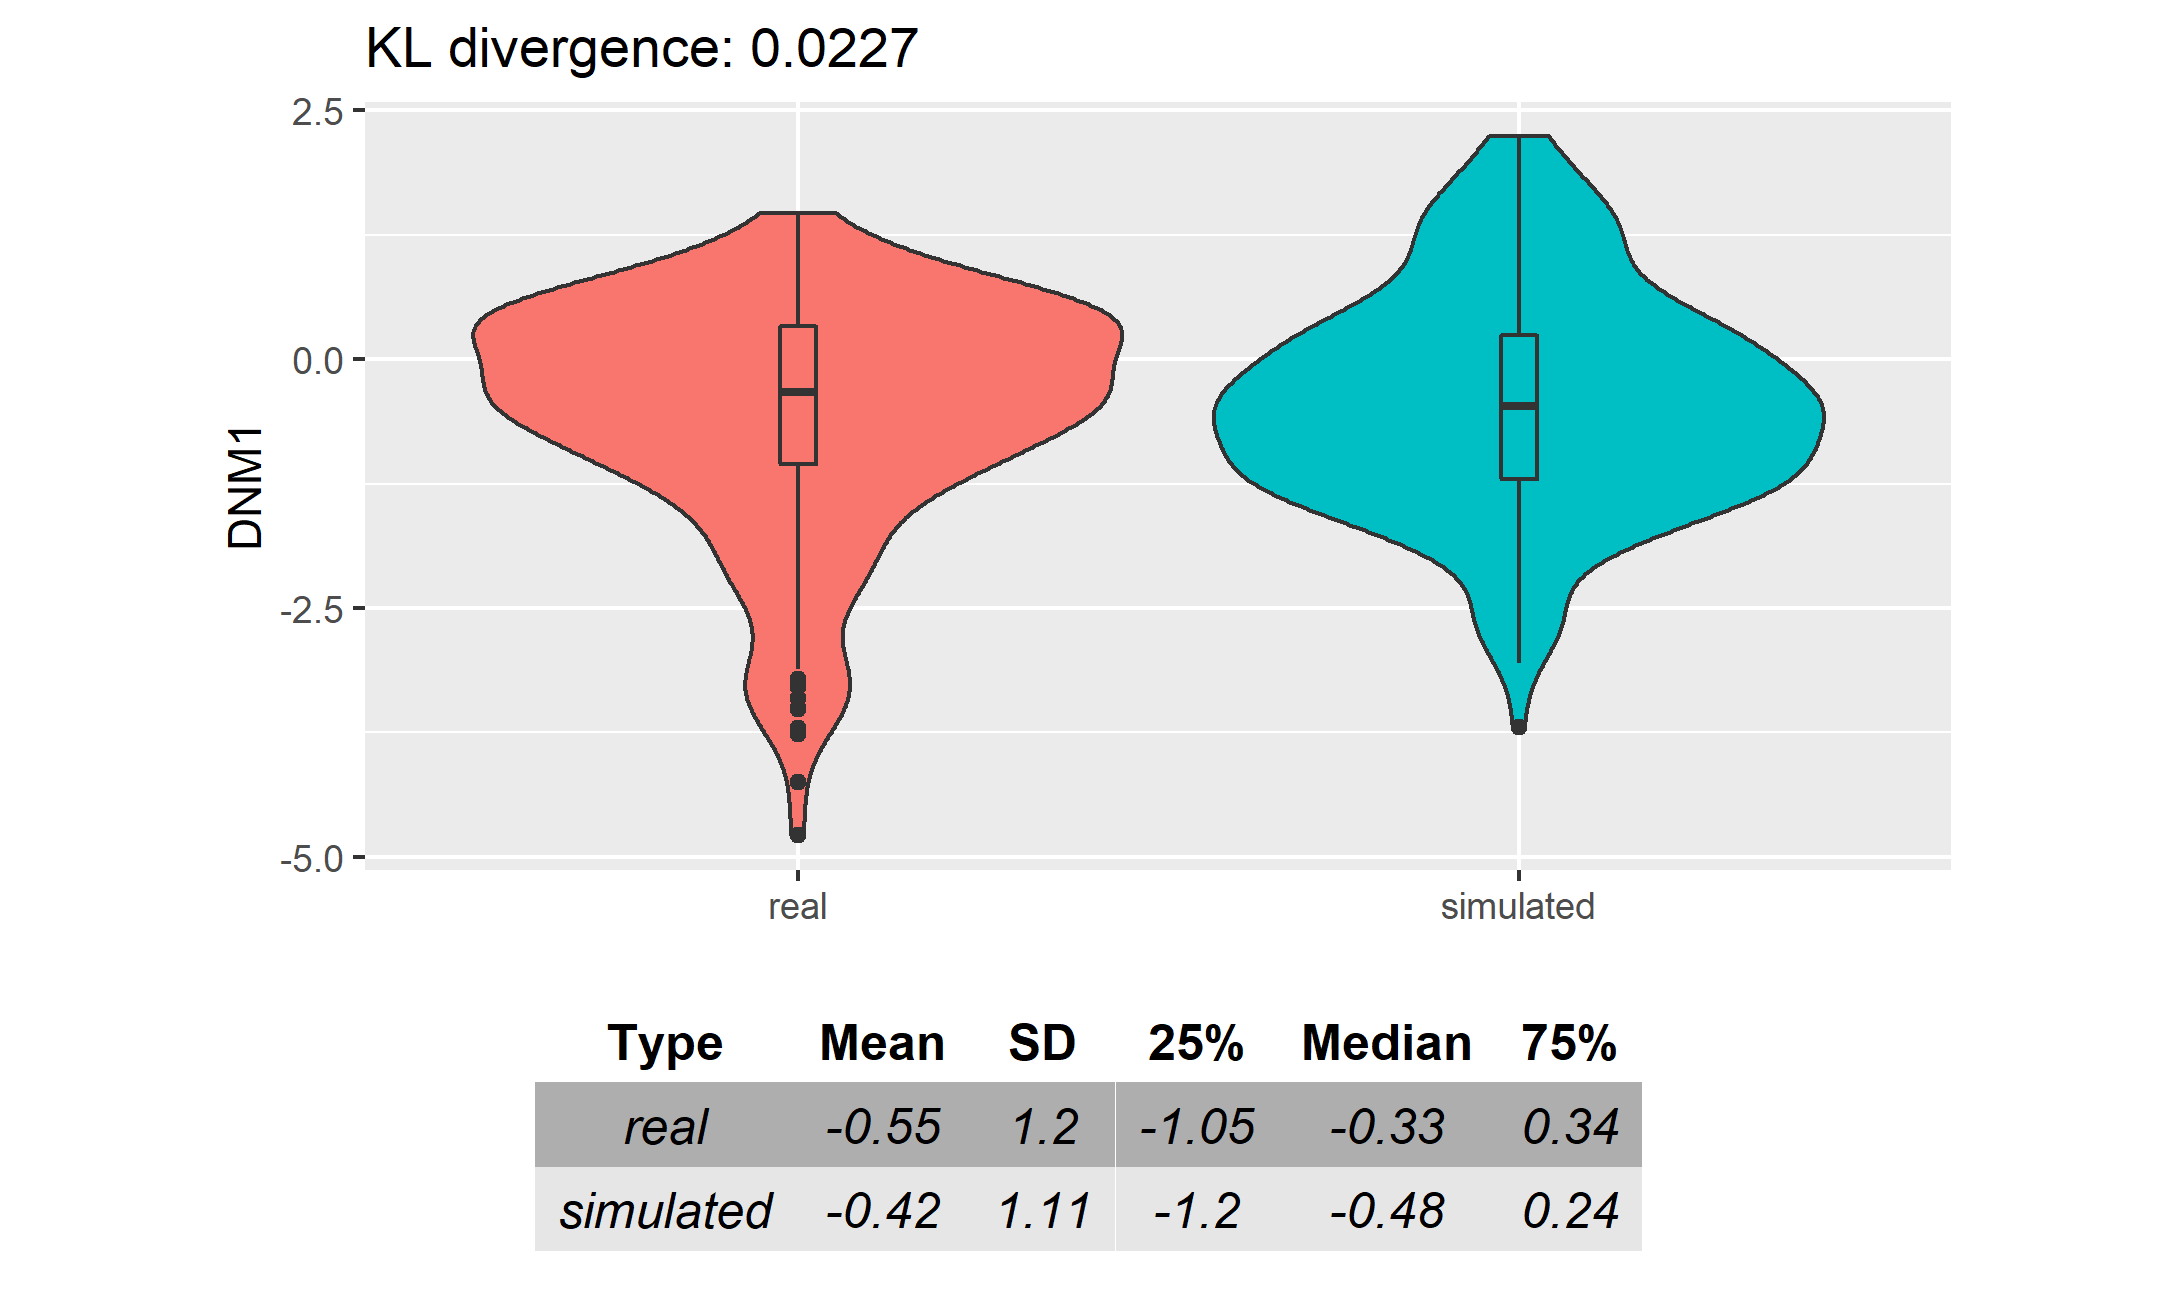 KL divergence: 0.0227
2.5
0.0
-2.5
-5.0
DNM1
real simulated
Type Mean SD 25% Median 75%
real -0.55 1.2 -1.05 -0.33 0.34
simulated -0.42 1.11 -1.2 -0.48 0.24